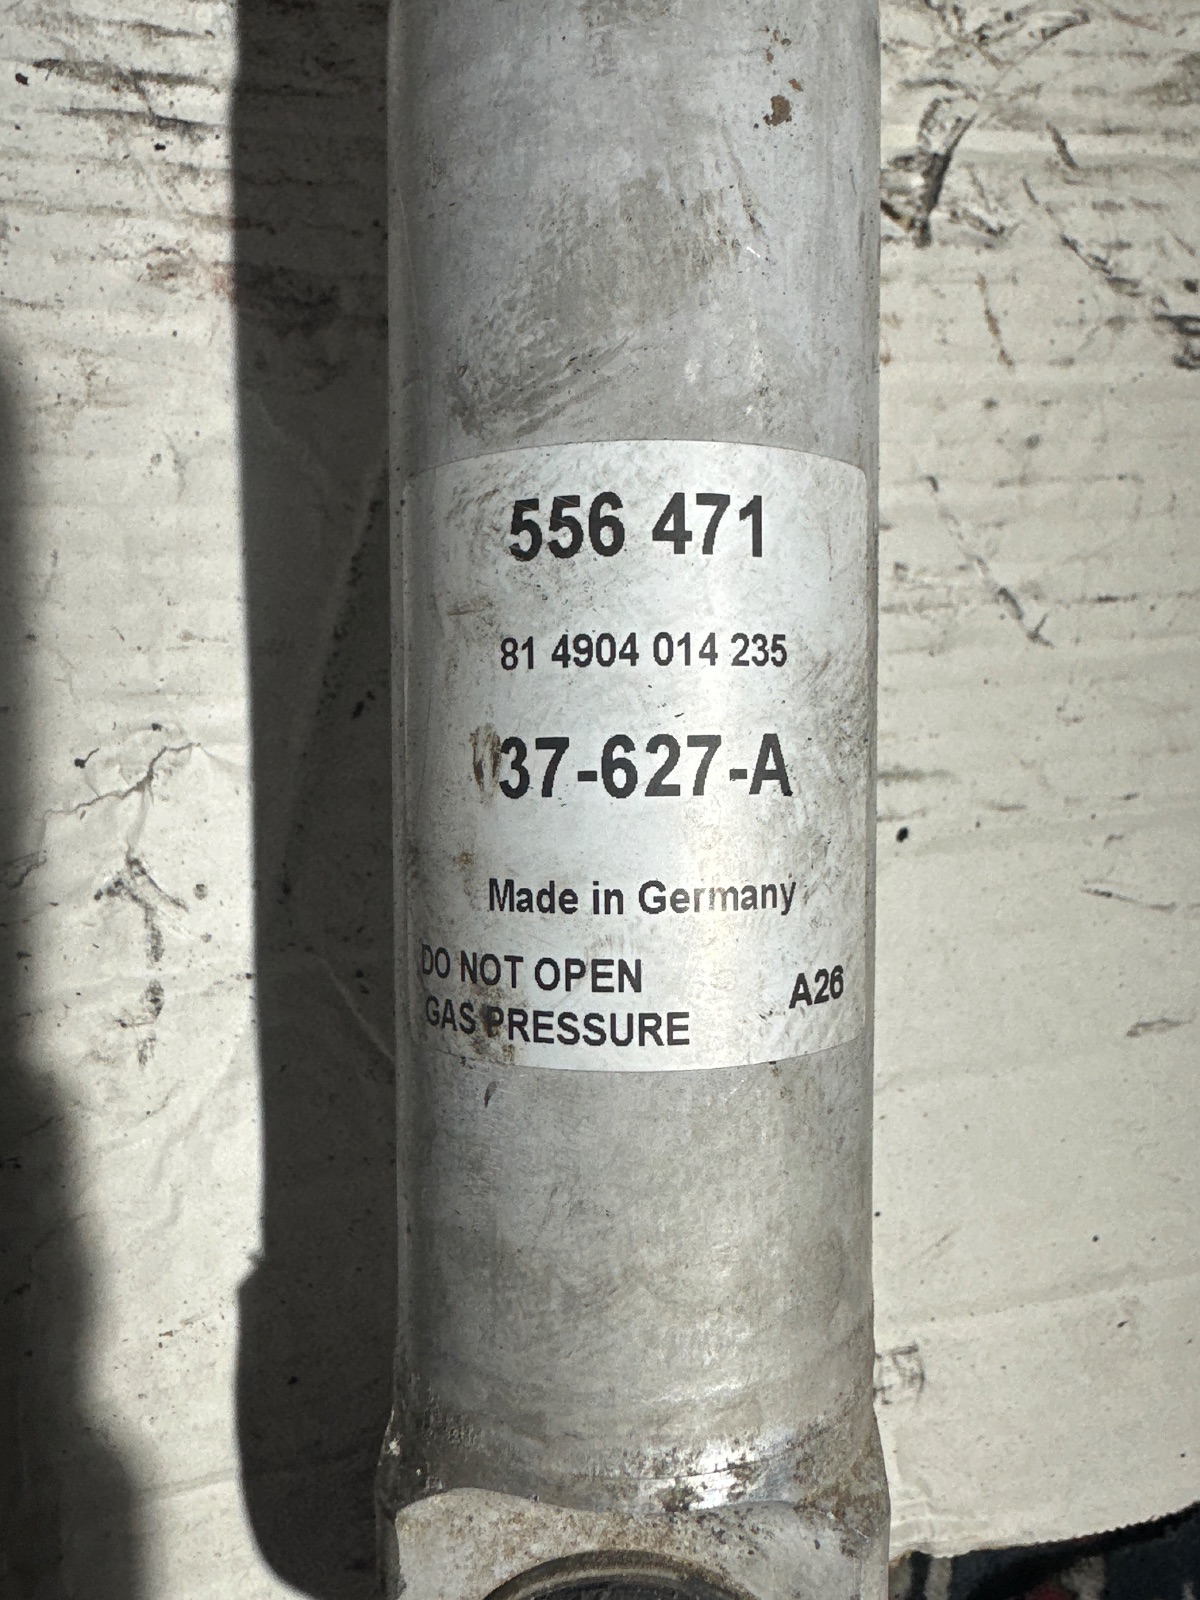 556 471
81 4904 014 235
37-627-A
Made in Germany
DO NOT OPEN
GAS PRESSURE
A26